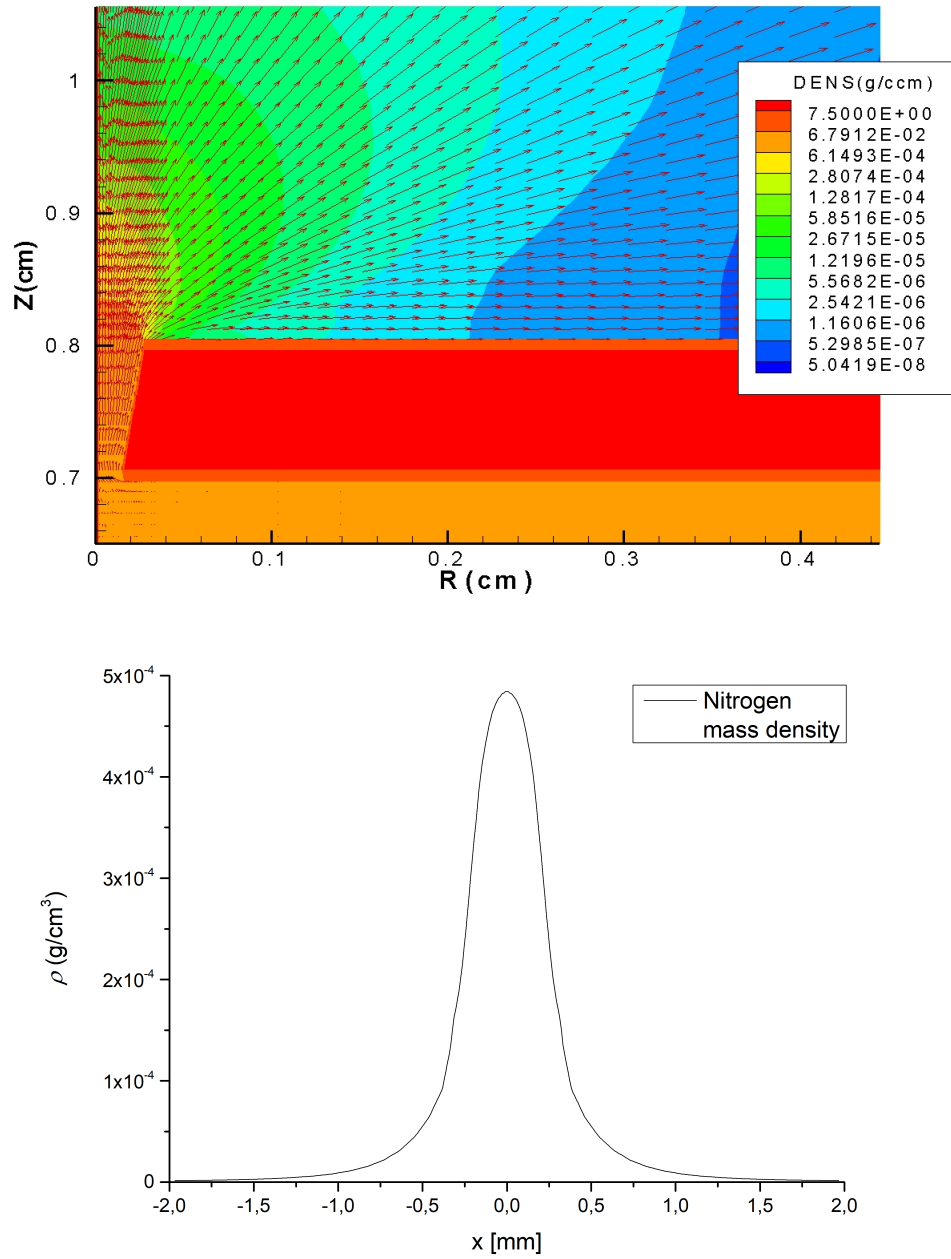 1
0.9
0.8
0.7
Z(cm)
0
0.1
0.2
0.3
0.4
R(cm)
DENS(g/ccm)
7.5000E+00
6.7912E-02
6.1493E-04
2.8074E-04
1.2817E-04
5.8516E-05
2.6715E-05
1.2196E-05
5.5682E-06
2.5421E-06
1.1606E-06
5.2985E-07
5.0419E-08
5x10⁻⁴
4x10⁻⁴
3x10⁻⁴
2x10⁻⁴
1x10⁻⁴
0
ρ (g/cm³)
Nitrogen
mass density
-2,0
-1,5
-1,0
-0,5
0,0
0,5
1,0
1,5
2,0
x [mm]